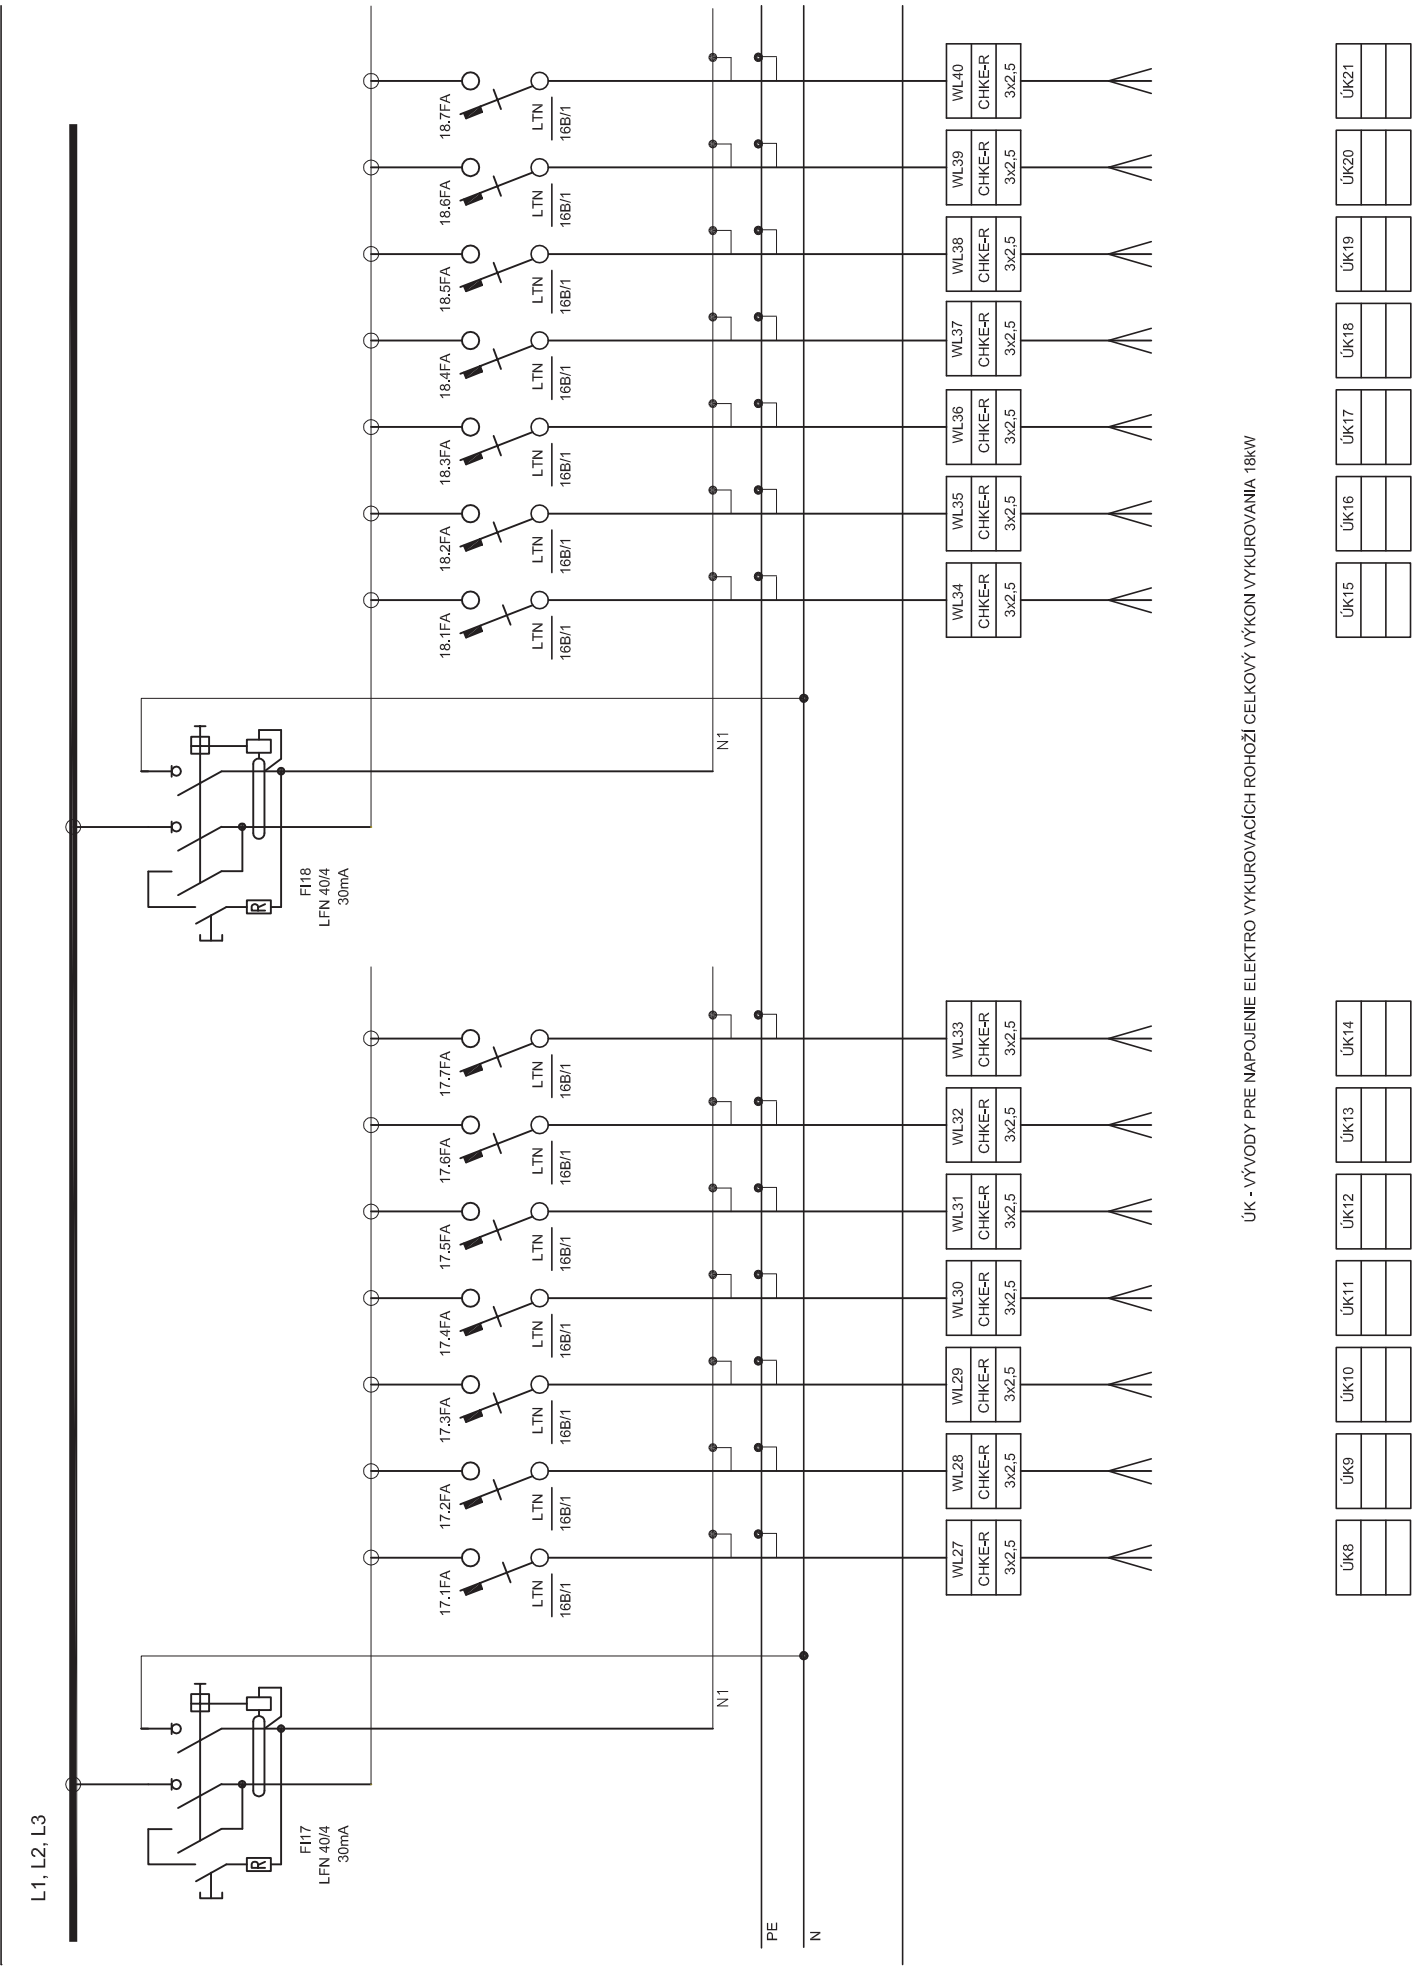 L1, L2, L3
FI17
LFN 40/4
30mA
FI18
LFN 40/4
30mA
17.1FA
17.2FA
17.3FA
17.4FA
17.5FA
17.6FA
17.7FA
18.1FA
18.2FA
18.3FA
18.4FA
18.5FA
18.6FA
18.7FA
LTN
16B/1
LTN
16B/1
LTN
16B/1
LTN
16B/1
LTN
16B/1
LTN
16B/1
LTN
16B/1
LTN
16B/1
LTN
16B/1
LTN
16B/1
LTN
16B/1
LTN
16B/1
LTN
16B/1
LTN
16B/1
R
R
N1
N1
PE
N
WL27
CHKE-R
3x2,5
WL28
CHKE-R
3x2,5
WL29
CHKE-R
3x2,5
WL30
CHKE-R
3x2,5
WL31
CHKE-R
3x2,5
WL32
CHKE-R
3x2,5
WL33
CHKE-R
3x2,5
WL34
CHKE-R
3x2,5
WL35
CHKE-R
3x2,5
WL36
CHKE-R
3x2,5
WL37
CHKE-R
3x2,5
WL38
CHKE-R
3x2,5
WL39
CHKE-R
3x2,5
WL40
CHKE-R
3x2,5
ÚK - VÝVODY PRE NAPOJENIE ELEKTRO VYKUROVACÍCH ROHOŽÍ CELKOVÝ VÝKON VYKUROVANIA 18kW
ÚK8
ÚK9
ÚK10
ÚK11
ÚK12
ÚK13
ÚK14
ÚK15
ÚK16
ÚK17
ÚK18
ÚK19
ÚK20
ÚK21